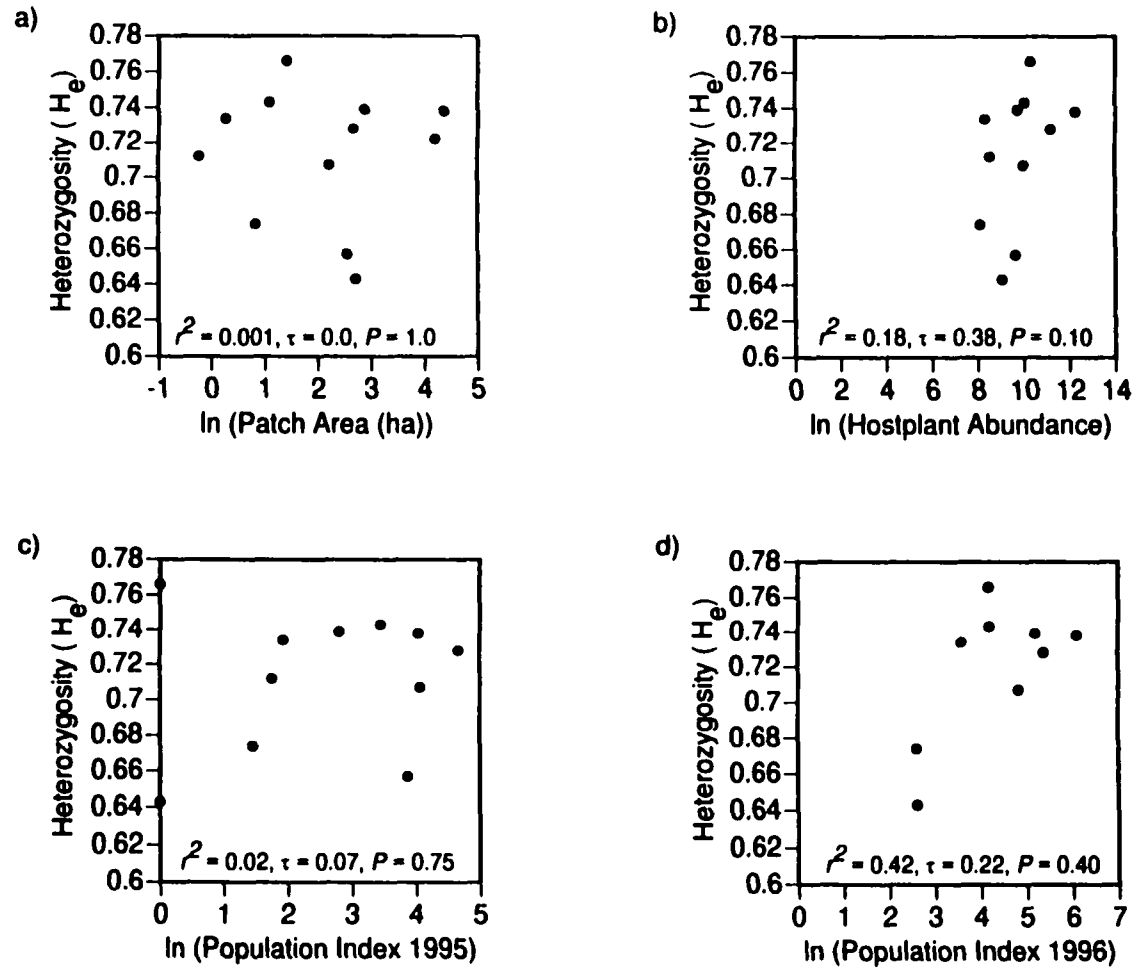 a)
Heterozygosity ( H_e)
0.78
0.76
0.74
0.72
0.7
0.68
0.66
0.64
0.62
0.6
r² = 0.001, τ = 0.0, P = 1.0
-1 0 1 2 3 4 5
ln (Patch Area (ha))
b)
Heterozygosity ( H_e)
0.78
0.76
0.74
0.72
0.7
0.68
0.66
0.64
0.62
0.6
r² = 0.18, τ = 0.38, P = 0.10
0 2 4 6 8 10 12 14
ln (Hostplant Abundance)
c)
Heterozygosity ( H_e)
0.78
0.76
0.74
0.72
0.7
0.68
0.66
0.64
0.62
0.6
r² = 0.02, τ = 0.07, P = 0.75
0 1 2 3 4 5
ln (Population Index 1995)
d)
Heterozygosity ( H_e)
0.78
0.76
0.74
0.72
0.7
0.68
0.66
0.64
0.62
0.6
r² = 0.42, τ = 0.22, P = 0.40
0 1 2 3 4 5 6 7
ln (Population Index 1996)